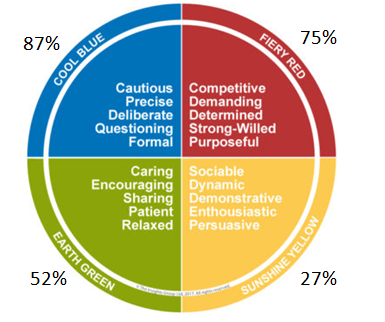 87%
75%
COOL BLUE
FIERY RED
Cautious
Precise
Deliberate
Questioning
Formal
Competitive
Demanding
Determined
Strong-Willed
Purposeful
Caring
Encouraging
Sharing
Patient
Relaxed
Sociable
Dynamic
Demonstrative
Enthousiastic
Persuasive
EARTH GREEN
SUNSHINE YELLOW
52%
27%